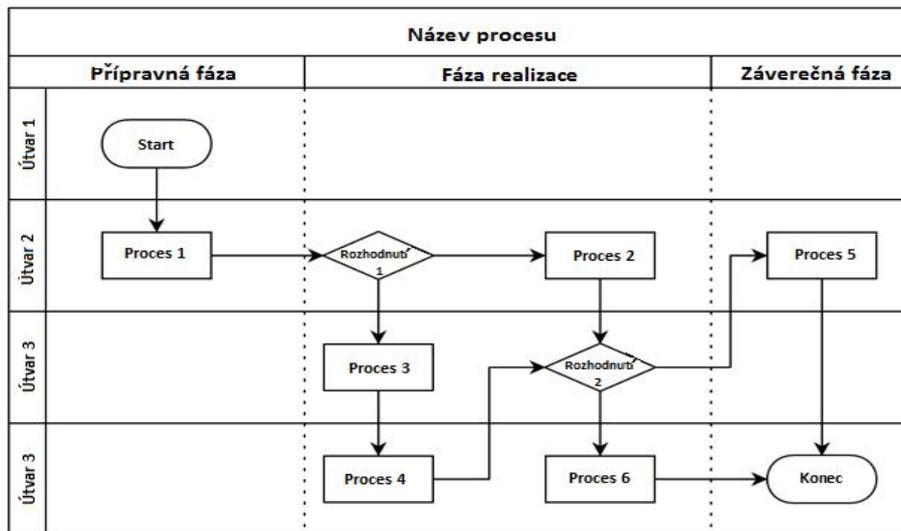 Název procesu
Přípravná fáza
Fáza realizace
Záverečná fáza
Útvar 1
Start
Útvar 2
Proces 1
Rozhodnutí
1
Proces 2
Proces 5
Útvar 3
Proces 3
Rozhodnutí
2
Útvar 3
Proces 4
Proces 6
Konec